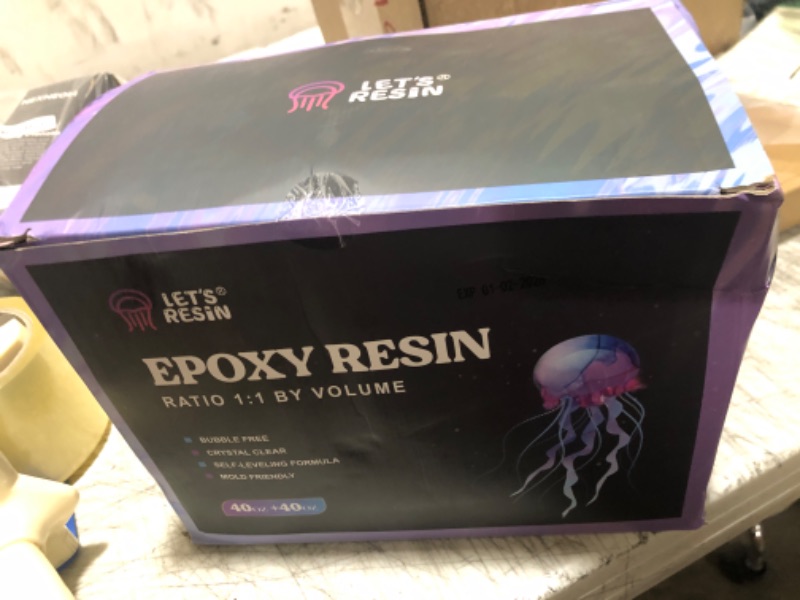 LET'S®
RESIN
LET'S®
RESIN
EPOXY RESIN
RATIO 1:1 BY VOLUME
BUBBLE FREE
CRYSTAL CLEAR
SELF-LEVELING FORMULA
MOLD FRIENDLY
40oz.+40oz.